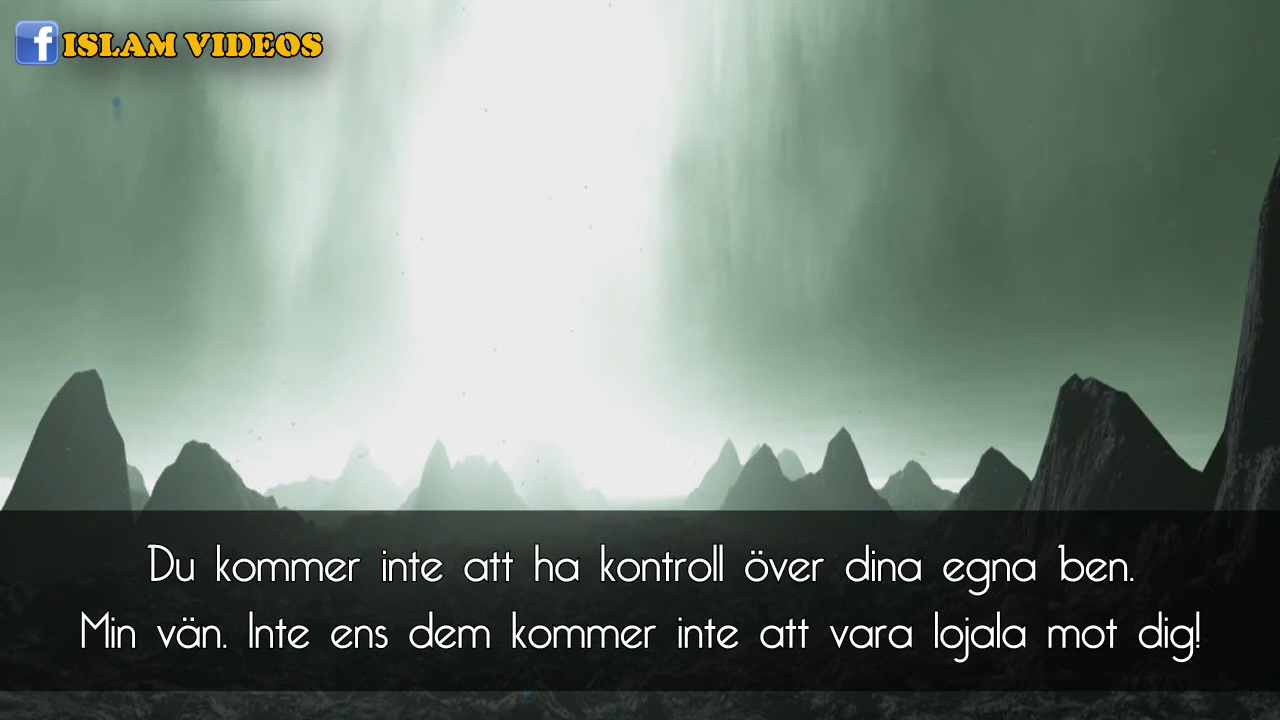 f ISLAM VIDEOS
Du kommer inte att ha kontroll över dina egna ben.
Min vän. Inte ens dem kommer inte att vara lojala mot dig!